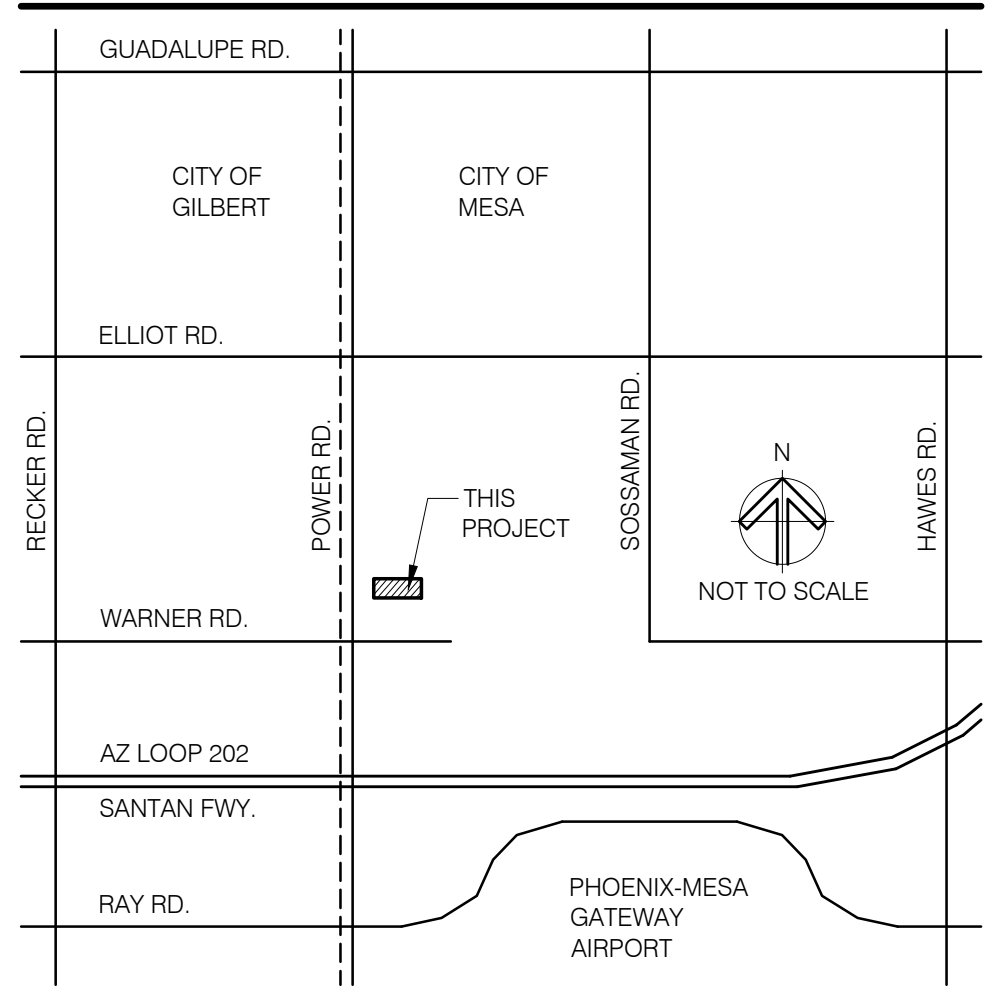 GUADALUPE RD.
CITY OF
GILBERT
CITY OF
MESA
ELLIOT RD.
RECKER RD.
POWER RD.
SOSSAMAN RD.
HAWES RD.
N
NOT TO SCALE
THIS
PROJECT
WARNER RD.
AZ LOOP 202
SANTAN FWY.
RAY RD.
PHOENIX-MESA
GATEWAY
AIRPORT